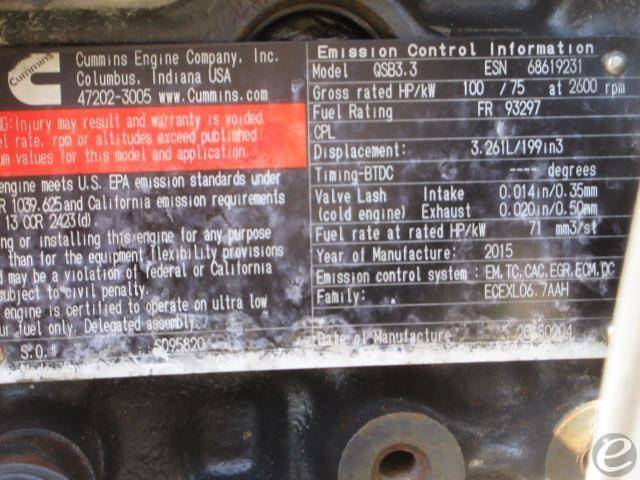 Cummins
Cummins Engine Company, Inc.
Columbus, Indiana USA
47202-3005 www.Cummins.com
NG:Injury may result and warranty is voided
el rate, rpm or altitudes exceed published
um values for this model and application.
engine meets U.S. EPA emission standards under
R 1039.625 and California emission requirements
13 CCR 2423(d).
ng or installing this engine for any purpose
than for the equipment flexibility provisions
d may be a violation of federal or California
subject to civil penalty.
engine is certified to operate on ultra low
ur fuel only. Delegated assembly.
S.O.# SO95820
Emission Control Information
Model QSB3.3 ESN 68619231
Gross rated HP/kW 100 / 75 at 2600 rpm
Fuel Rating FR 93297
CPL
Displacement: 3.261L/199in3
Timing-BTDC ---- degrees
Valve Lash Intake 0.014in/0.35mm
(cold engine) Exhaust 0.020in/0.50mm
Fuel rate at rated HP/kW 71 mm3/st
Year of Manufacture: 2015
Emission control system : EM,TC,CAC,EGR,ECM,DC
Family: ECEXL06.7AAH
Date of Manufacture 20150204
e